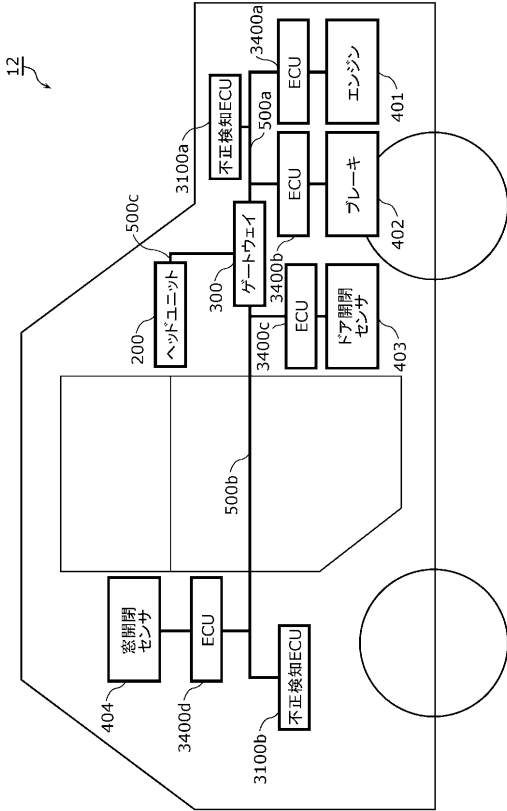 12
3100a
不正検知ECU
500a
3400a
ECU
エンジン
401
500c
200
ヘッドユニット
300
ゲートウェイ
3400b
ECU
ブレーキ
402
3400c
ECU
ドア開閉
センサ
403
500b
窓開閉
センサ
404
ECU
3400d
不正検知ECU
3100b